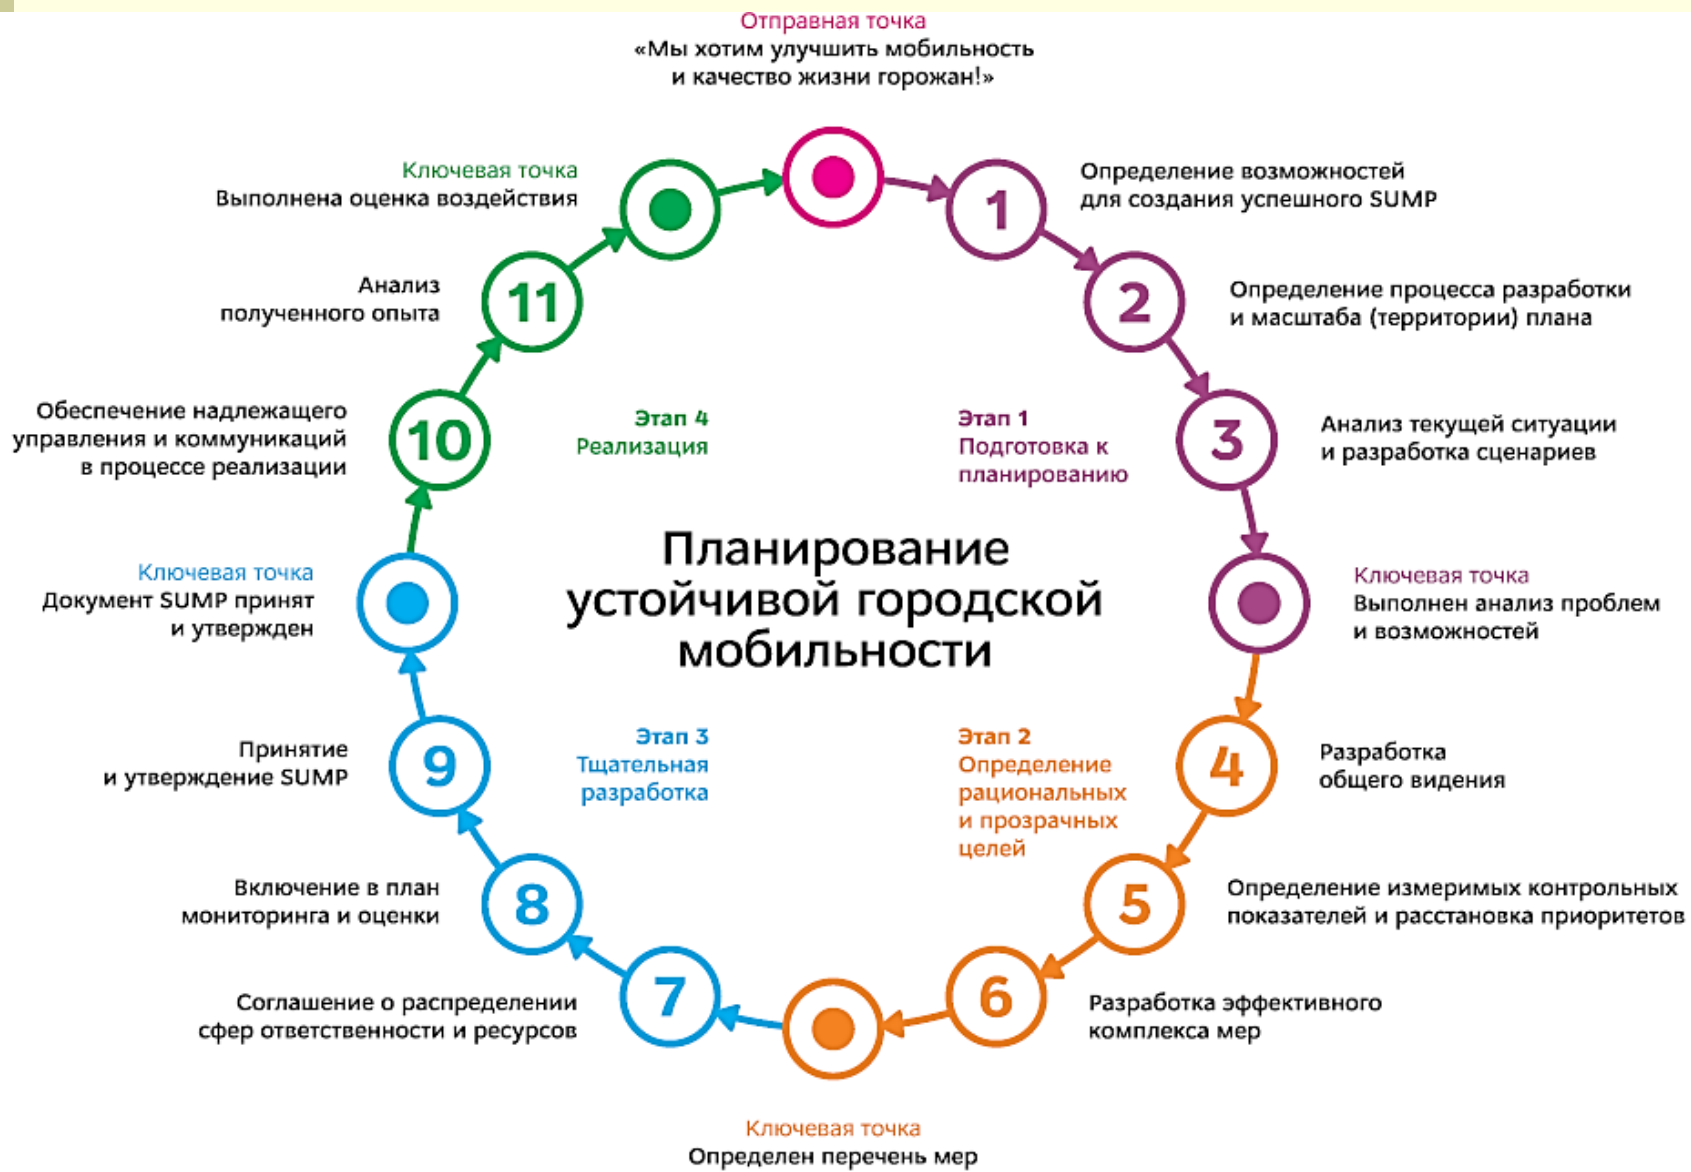 Отправная точка
«Мы хотим улучшить мобильность
и качество жизни горожан!»
1
Определение возможностей
для создания успешного SUMP
2
Определение процесса разработки
и масштаба (территории) плана
3
Анализ текущей ситуации
и разработка сценариев
Ключевая точка
Выполнен анализ проблем
и возможностей
4
Разработка
общего видения
5
Определение измеримых контрольных
показателей и расстановка приоритетов
6
Разработка эффективного
комплекса мер
Ключевая точка
Определен перечень мер
7
Соглашение о распределении
сфер ответственности и ресурсов
8
Включение в план
мониторинга и оценки
9
Принятие
и утверждение SUMP
Ключевая точка
Документ SUMP принят
и утвержден
10
Обеспечение надлежащего
управления и коммуникаций
в процессе реализации
11
Анализ
полученного опыта
Ключевая точка
Выполнена оценка воздействия
Этап 1
Подготовка к
планированию
Этап 2
Определение
рациональных
и прозрачных
целей
Этап 3
Тщательная
разработка
Этап 4
Реализация
Планирование
устойчивой городской
мобильности